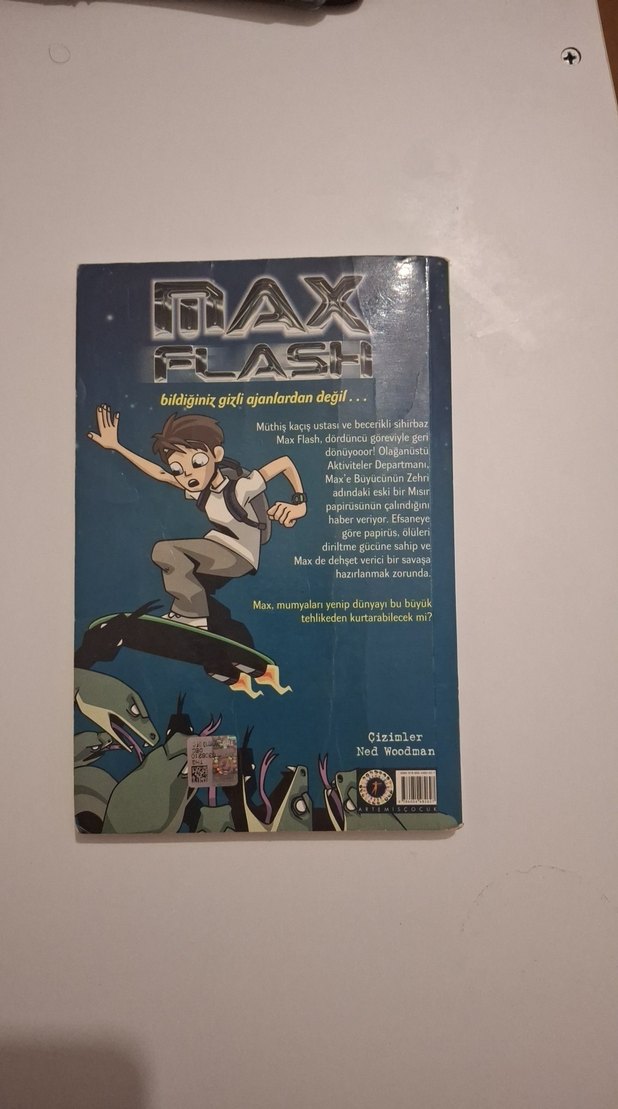 MAX
FLASH
bildiğiniz gizli ajanlardan değil . . .
Müthiş kaçış ustası ve becerikli sihirbaz
Max Flash, dördüncü göreviyle geri
dönüyooor! Olağanüstü
Aktiviteler Departmanı,
Max'e Büyücünün Zehri
adındaki eski bir Mısır
papirüsünün çalındığını
haber veriyor. Efsaneye
göre papirüs, ölüleri
diriltme gücüne sahip ve
Max de dehşet verici bir savaşa
hazırlanmak zorunda.
Max, mumyaları yenip dünyayı bu büyük
tehlikeden kurtarabilecek mi?
Çizimler
Ned Woodman
ARTEMİSÇOCUK